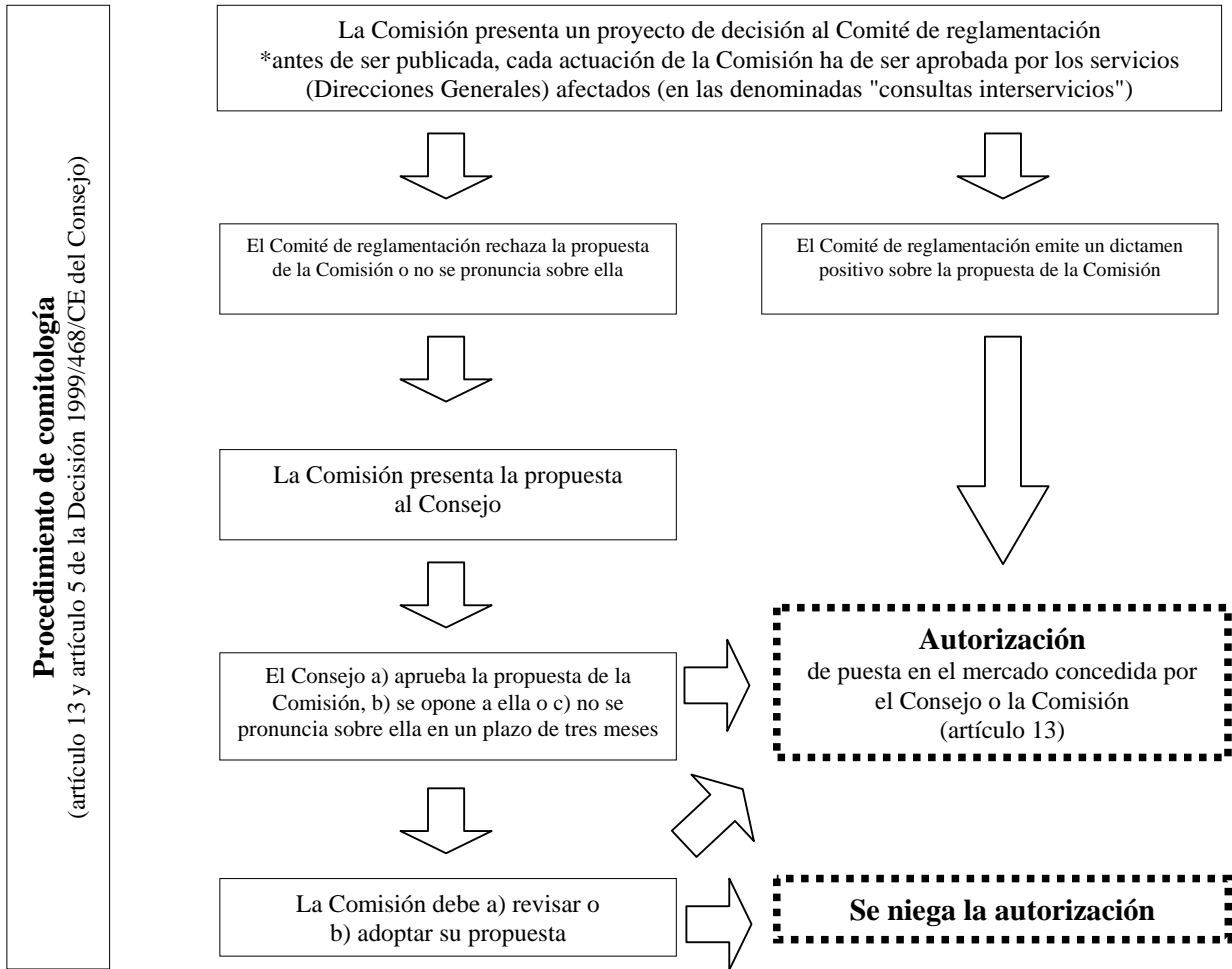 Procedimiento de comitología
(artículo 13 y artículo 5 de la Decisión 1999/468/CE del Consejo)
La Comisión presenta un proyecto de decisión al Comité de reglamentación
*antes de ser publicada, cada actuación de la Comisión ha de ser aprobada por los servicios
(Direcciones Generales) afectados (en las denominadas "consultas interservicios")
El Comité de reglamentación rechaza la propuesta
de la Comisión o no se pronuncia sobre ella
El Comité de reglamentación emite un dictamen
positivo sobre la propuesta de la Comisión
La Comisión presenta la propuesta
al Consejo
El Consejo a) aprueba la propuesta de la
Comisión, b) se opone a ella o c) no se
pronuncia sobre ella en un plazo de tres meses
Autorización
de puesta en el mercado concedida por
el Consejo o la Comisión
(artículo 13)
La Comisión debe a) revisar o
b) adoptar su propuesta
Se niega la autorización